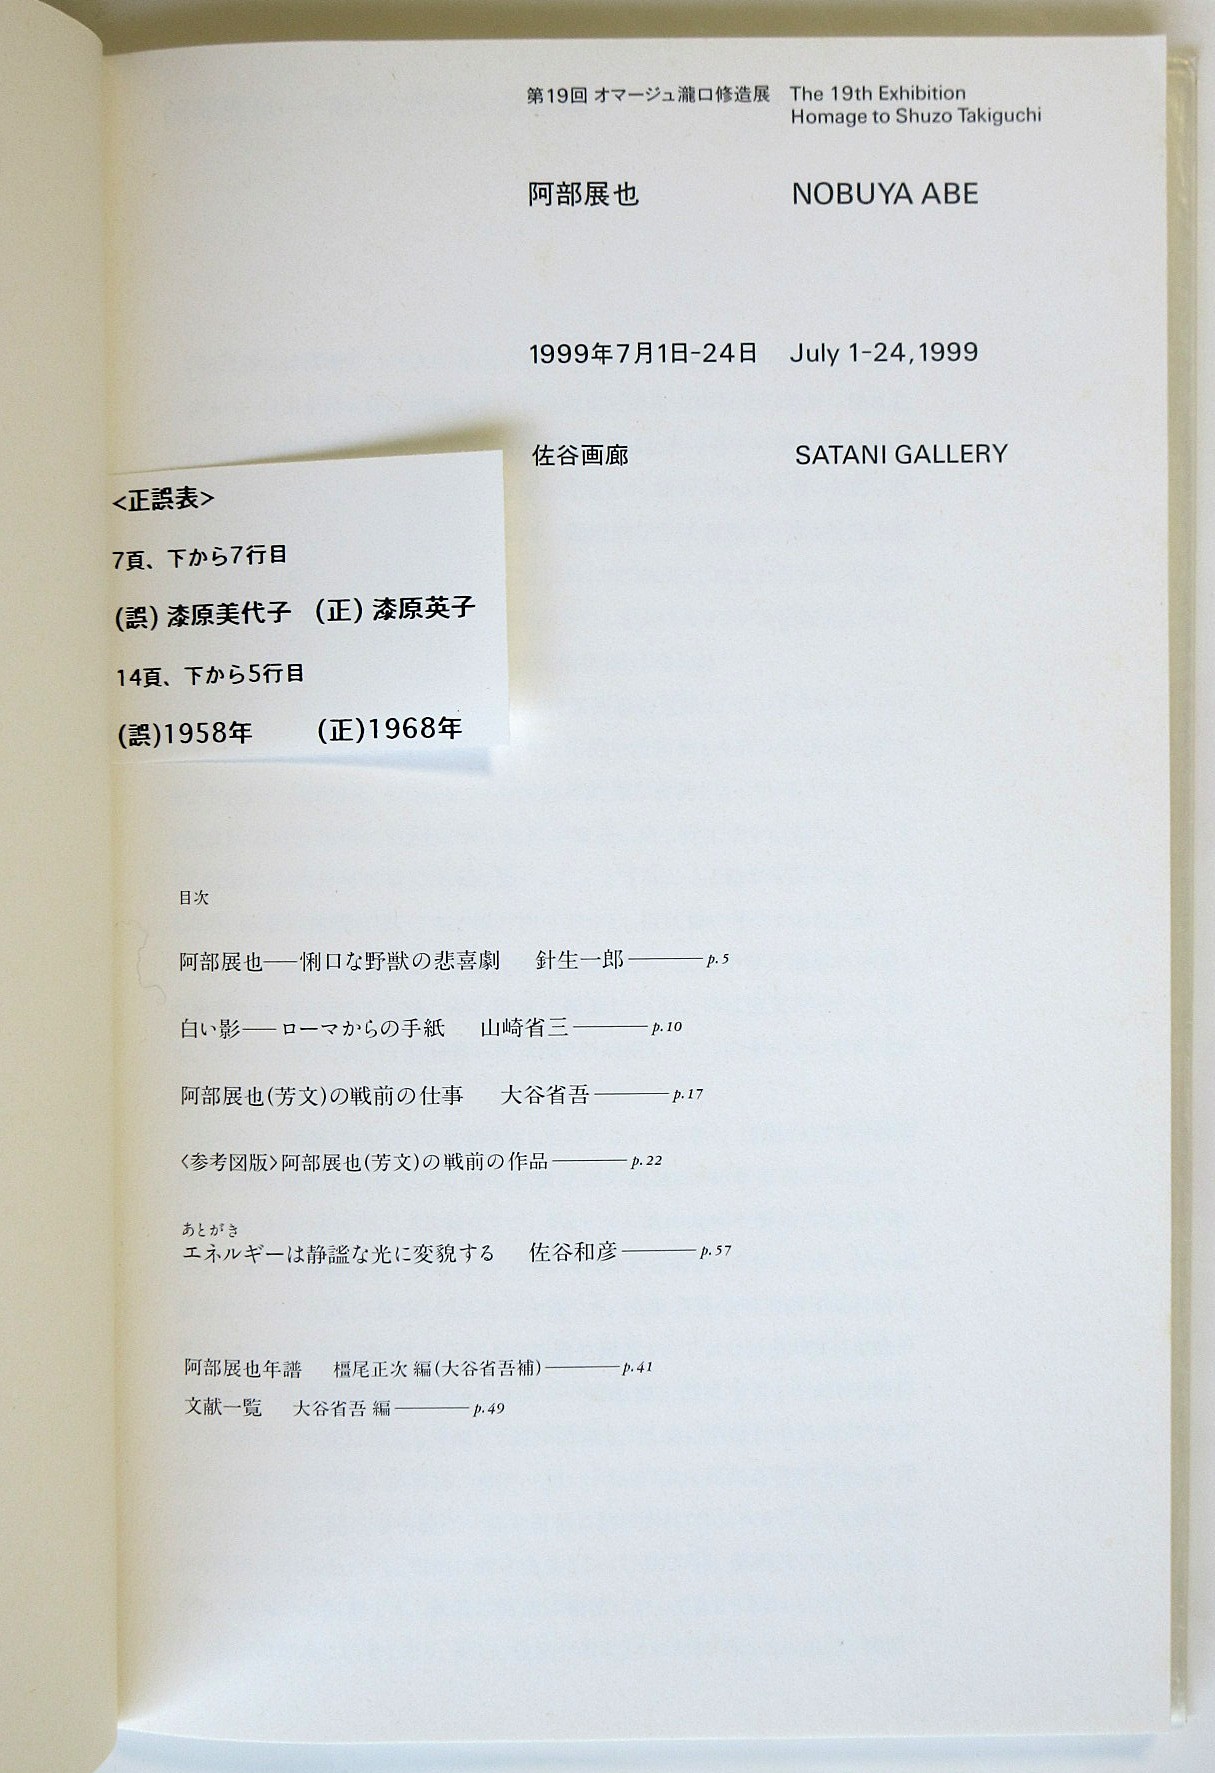 第19回 オマージュ瀧口修造展 The 19th Exhibition
Homage to Shuzo Takiguchi
阿部展也 NOBUYA ABE
1999年7月1日-24日 July 1-24, 1999
佐谷画廊 SATANI GALLERY
<正誤表>
7頁、下から7行目
(誤) 漆原美代子 (正) 漆原英子
14頁、下から5行目
(誤)1958年 (正)1968年
目次
阿部展也——悧口な野獣の悲喜劇 針生一郎————p.5
白い影——ローマからの手紙 山崎省三————p.10
阿部展也(芳文)の戦前の仕事 大谷省吾————p.17
〈参考図版〉阿部展也(芳文)の戦前の作品————p.22
あとがき
エネルギーは静謐な光に変貌する 佐谷和彦————p.57
阿部展也年譜 橿尾正次 編(大谷省吾補)————p.41
文献一覧 大谷省吾 編————p.49